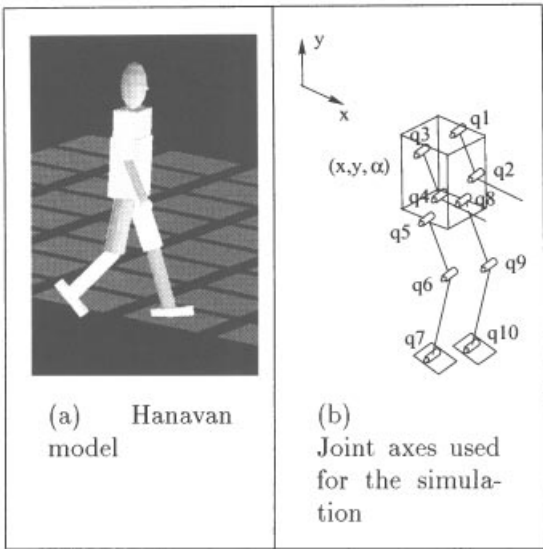 y
x
q1
q3
(x,y, α)
q2
q4
q8
q5
q6
q9
q7
q10
(a) Hanavan
model
(b)
Joint axes used
for the simula-
tion